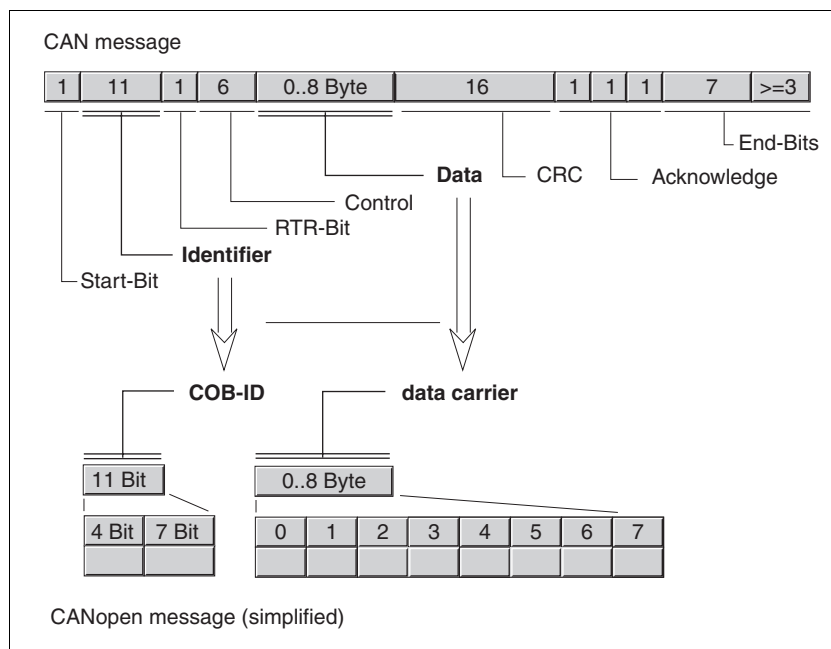 CAN message
1 11 1 6 0..8 Byte 16 1 1 1 7 >=3
End-Bits
Data CRC Acknowledge
Control
RTR-Bit
Identifier
Start-Bit
COB-ID data carrier
11 Bit 0..8 Byte
4 Bit 7 Bit 0 1 2 3 4 5 6 7
CANopen message (simplified)